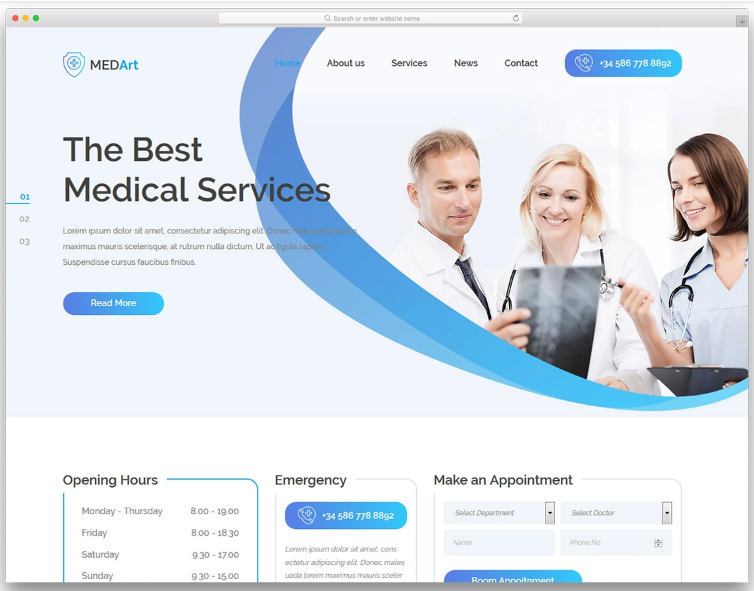 Search or enter website name
MEDArt
Home
About us
Services
News
Contact
+34 586 778 8892
The Best
Medical Services
01
02
03
Lorem ipsum dolor sit amet, consectetur adipiscing elit. Donec malesuada lorem
maximus mauris scelerisque, at rutrum nulla dictum. Ut ac ligula sapien.
Suspendisse cursus faucibus finibus.
Read More
Opening Hours
Monday - Thursday 8.00 - 19.00
Friday 8.00 - 18.30
Saturday 9.30 - 17.00
Sunday 9.30 - 15.00
Emergency
+34 586 778 8892
Lorem ipsum dolor sit amet, cons
ectetur adipiscing elit. Donec males
uada lorem maximus mauris sceler
Make an Appointment
Select Department
Select Doctor
Name
Phone No
Boom Appoitment